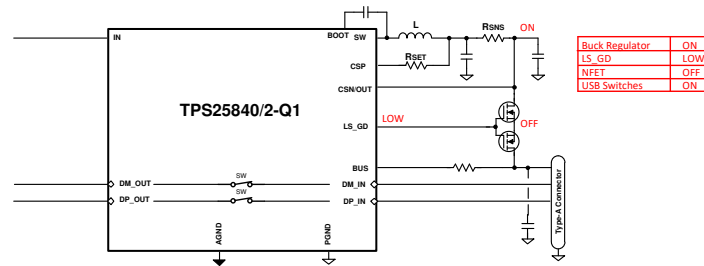 BOOT
SW
L
RSNS
ON
IN
CSP
RSET
CSN/OUT
TPS25840/2-Q1
LS_GD
LOW
OFF
BUS
DM_OUT
SW
DM_IN
DP_OUT
SW
DP_IN
AGND
PGND
Type-A Connector
Buck Regulator ON
LS_GD LOW
NFET OFF
USB Switches ON